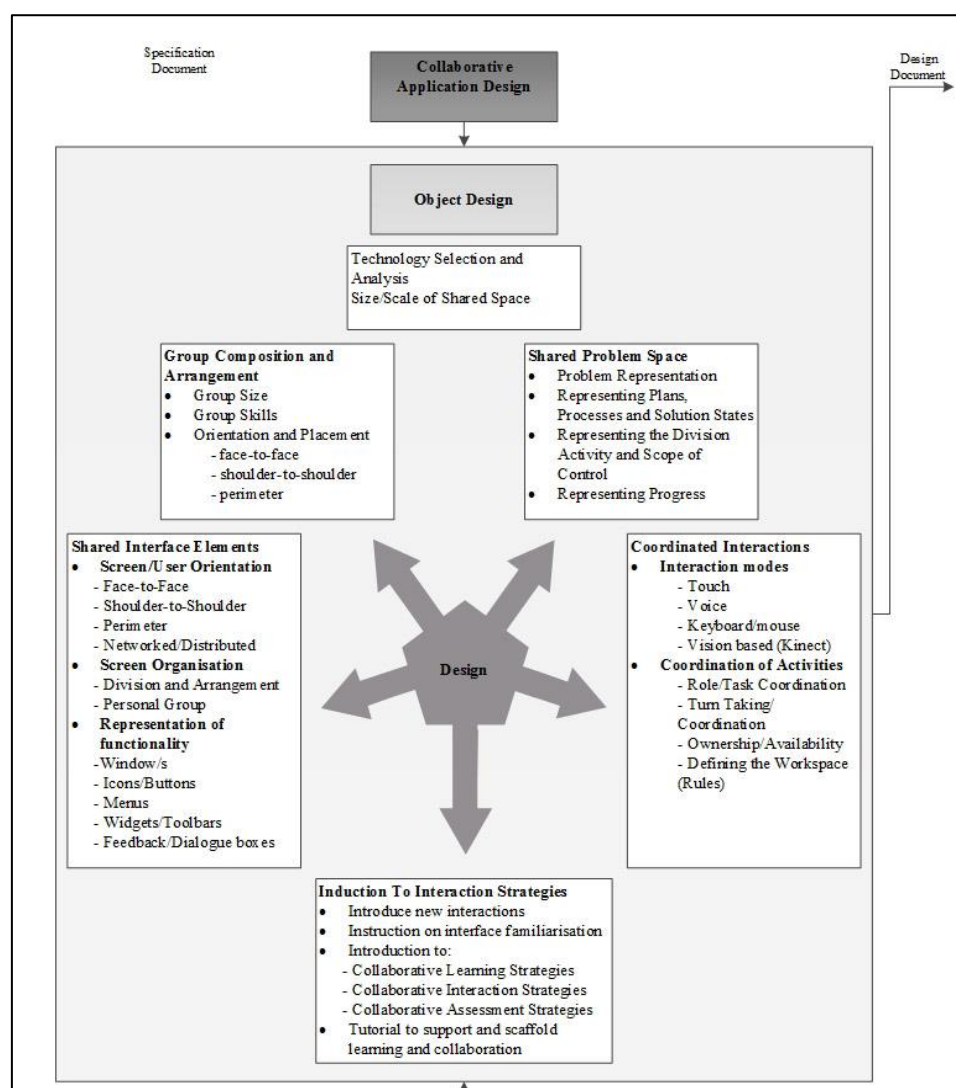 Specification
Document
Collaborative
Application Design
Design
Document
Object Design
Technology Selection and
Analysis
Size/Scale of Shared Space
Group Composition and
Arrangement
• Group Size
• Group Skills
• Orientation and Placement
- face-to-face
- shoulder-to-shoulder
- perimeter
Shared Problem Space
• Problem Representation
• Representing Plans,
Processes and Solution States
• Representing the Division
Activity and Scope of
Control
• Representing Progress
Shared Interface Elements
• Screen/User Orientation
- Face-to-Face
- Shoulder-to-Shoulder
- Perimeter
- Networked/Distributed
• Screen Organisation
- Division and Arrangement
- Personal Group
• Representation of
functionality
-Window/s
- Icons/Buttons
- Menus
- Widgets/Toolbars
- Feedback/Dialogue boxes
Design
Coordinated Interactions
• Interaction modes
- Touch
- Voice
- Keyboard/mouse
- Vision based (Kinect)
• Coordination of Activities
- Role/Task Coordination
- Turn Taking/
Coordination
- Ownership/Availability
- Defining the Workspace
(Rules)
Induction To Interaction Strategies
• Introduce new interactions
• Instruction on interface familiarisation
• Introduction to:
- Collaborative Learning Strategies
- Collaborative Interaction Strategies
- Collaborative Assessment Strategies
• Tutorial to support and scaffold
learning and collaboration